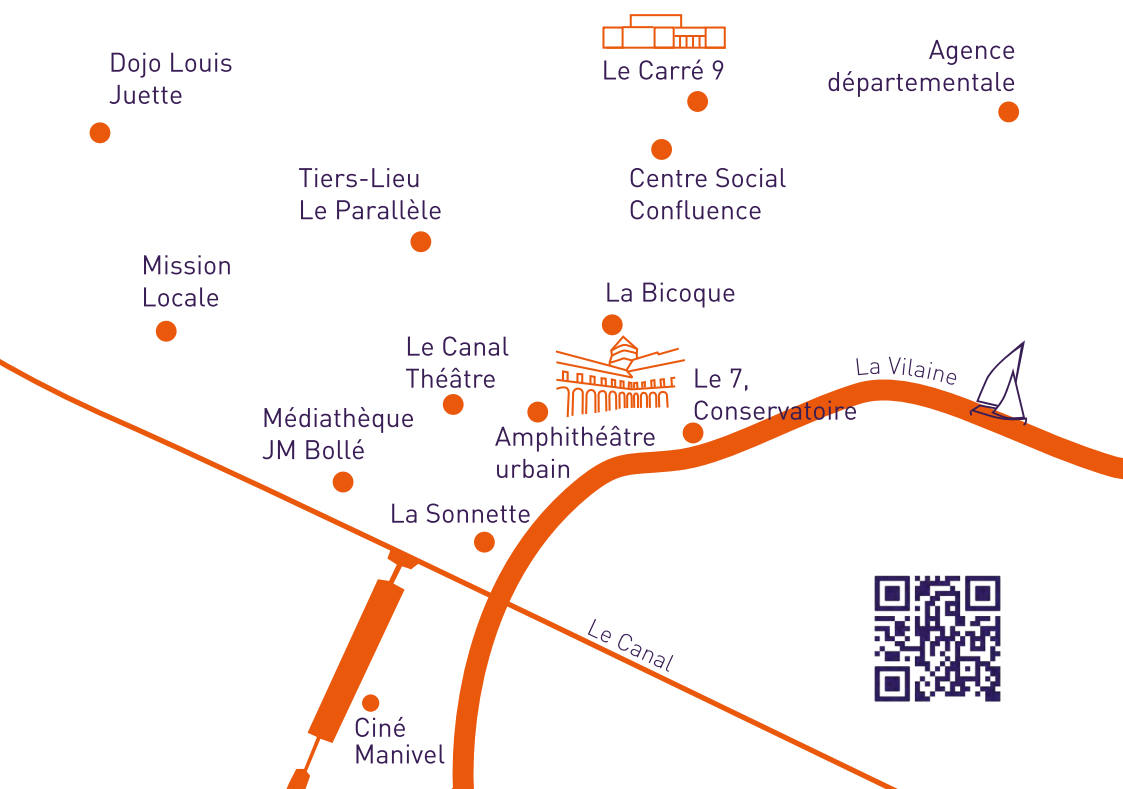 Le Carré 9
Agence
départementale
Dojo Louis
Juette
Tiers-Lieu
Le Parallèle
Centre Social
Confluence
Mission
Locale
La Bicoque
Le Canal
Théâtre
Le 7,
Conservatoire
La Vilaine
Médiathèque
JM Bollé
Amphithéâtre
urbain
La Sonnette
Le Canal
Ciné
Manivel